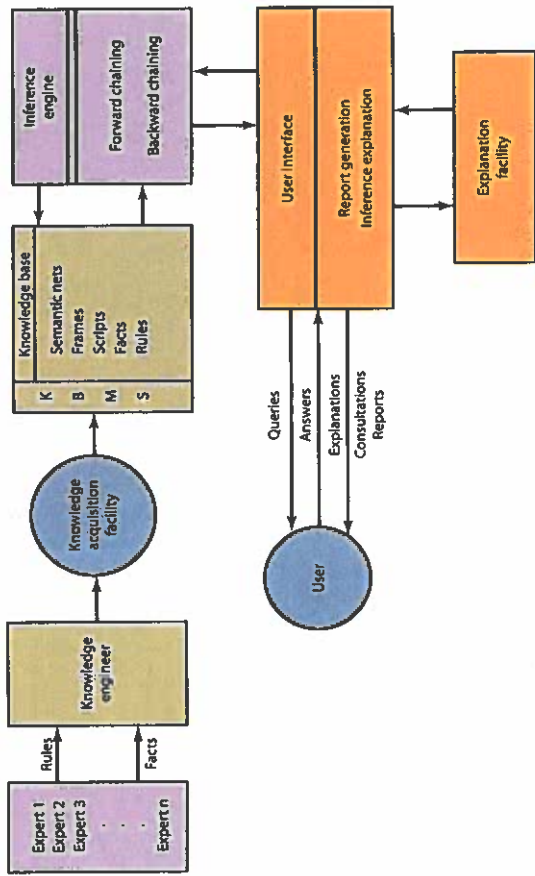 Expert 1
Expert 2
Expert 3
.
.
.
Expert n
Rules
Facts
Knowledge
engineer
Knowledge
acquisition
facility
K
B
M
S
Knowledge base
Semantic nets
Frames
Scripts
Facts
Rules
Inference
engine
Forward chaining
Backward chaining
User
Queries
Answers
Explanations
Consultations
Reports
User Interface
Report generation
Inference explanation
Explanation
facility